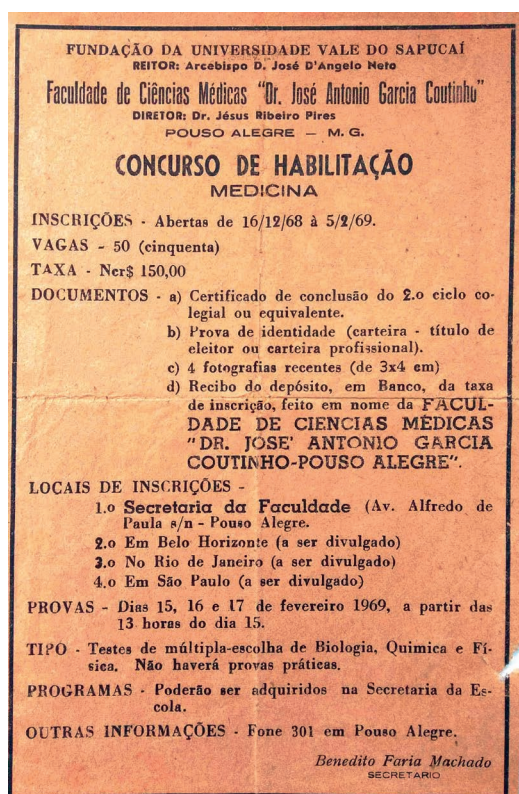 FUNDAÇÃO DA UNIVERSIDADE VALE DO SAPUCAÍ
REITOR: Arcebispo D. José D'Angelo Neto
Faculdade de Ciências Médicas "Dr. José Antonio Garcia Coutinho"
DIRETOR: Dr. Jésus Ribeiro Pires
POUSO ALEGRE — M. G.
CONCURSO DE HABILITAÇÃO
MEDICINA
INSCRIÇÕES - Abertas de 16/12/68 à 5/2/69.
VAGAS - 50 (cinquenta)
TAXA - Ncr$ 150,00
DOCUMENTOS - a) Certificado de conclusão do 2.o ciclo co-
legial ou equivalente.
b) Prova de identidade (carteira - título de
eleitor ou carteira profissional).
c) 4 fotografias recentes (de 3x4 cm)
d) Recibo do depósito, em Banco, da taxa
de inscrição, feito em nome da FACUL-
DADE DE CIENCIAS MÉDICAS
"DR. JOSE' ANTONIO GARCIA
COUTINHO-POUSO ALEGRE".
LOCAIS DE INSCRIÇÕES -
1.o Secretaria da Faculdade (Av. Alfredo de
Paula s/n - Pouso Alegre.
2.o Em Belo Horizonte (a ser divulgado)
3.o No Rio de Janeiro (a ser divulgado)
4.o Em São Paulo (a ser divulgado)
PROVAS - Dias 15, 16 e 17 de fevereiro 1969, a partir das
13 horas do dia 15.
TIPO - Testes de múltipla-escolha de Biologia, Quimica e Fí-
sica. Não haverá provas práticas.
PROGRAMAS - Poderão ser adquiridos na Secretaria da Es-
cola.
OUTRAS INFORMAÇÕES - Fone 301 em Pouso Alegre.
Benedito Faria Machado
SECRETARIO